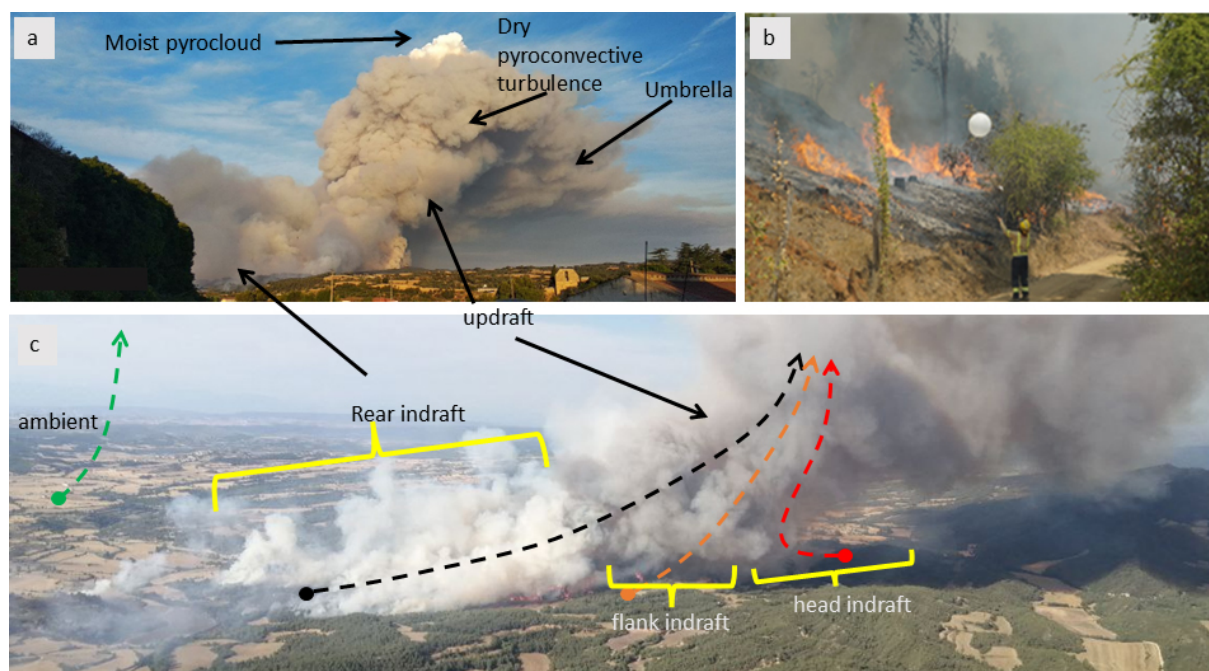 a
Moist pyrocloud
Dry
pyroconvective
turbulence
Umbrella
b
updraft
c
ambient
Rear indraft
flank indraft
head indraft